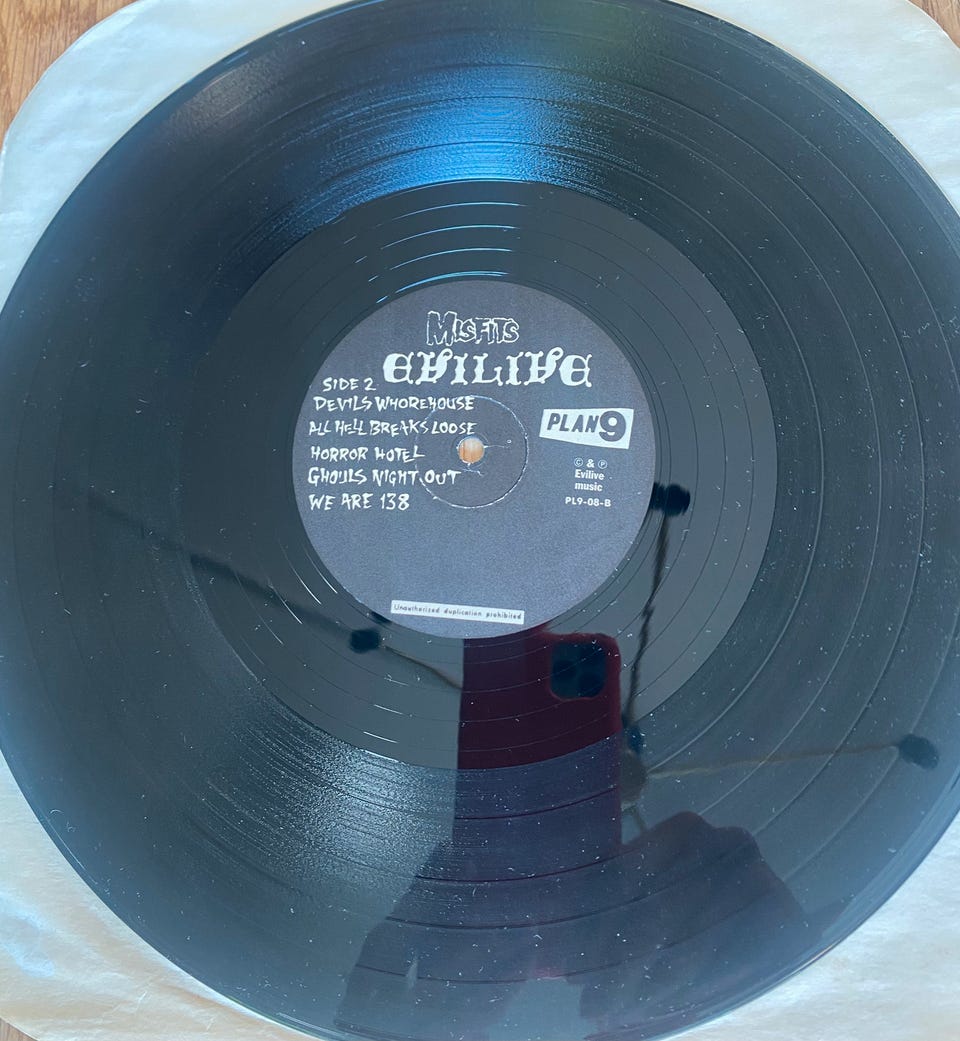 MISFITS
EVILIVE
SIDE 2
DEVILS WHOREHOUSE
ALL HELL BREAKS LOOSE
HORROR HOTEL
GHOULS NIGHT OUT
WE ARE 138
PLAN 9
© & ℗
Evilive
music
PL9-08-B
Unauthorized duplication prohibited